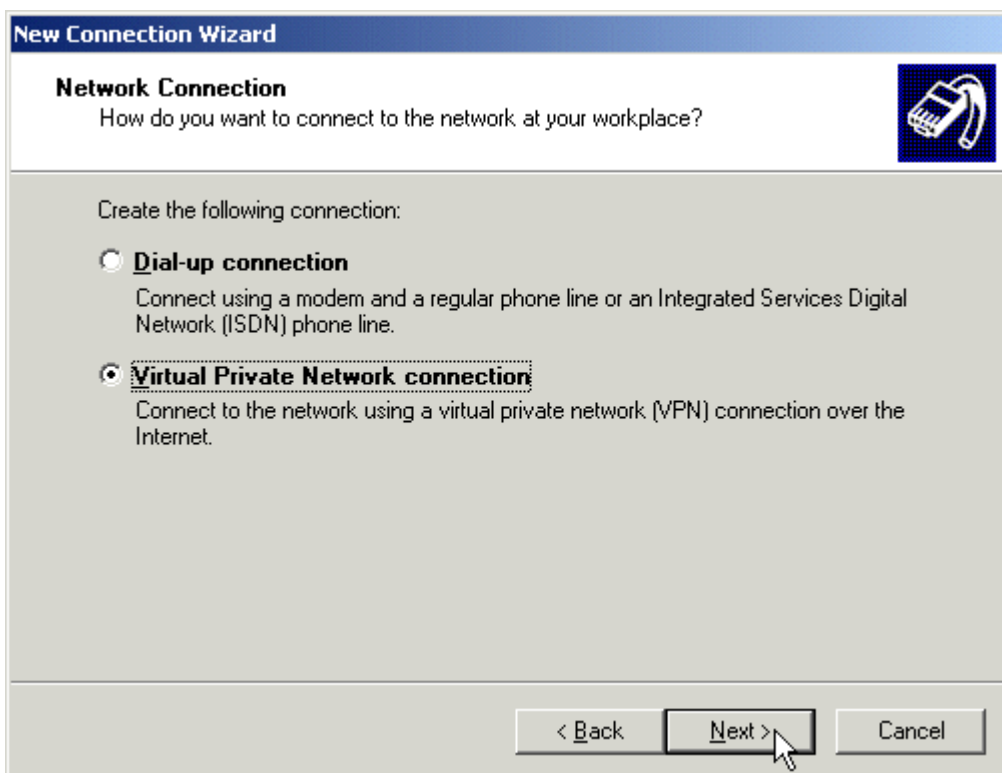 New Connection Wizard
Network Connection
How do you want to connect to the network at your workplace?
Create the following connection:
Dial-up connection
Connect using a modem and a regular phone line or an Integrated Services Digital
Network (ISDN) phone line.
Virtual Private Network connection
Connect to the network using a virtual private network (VPN) connection over the
Internet.
< Back Next > Cancel